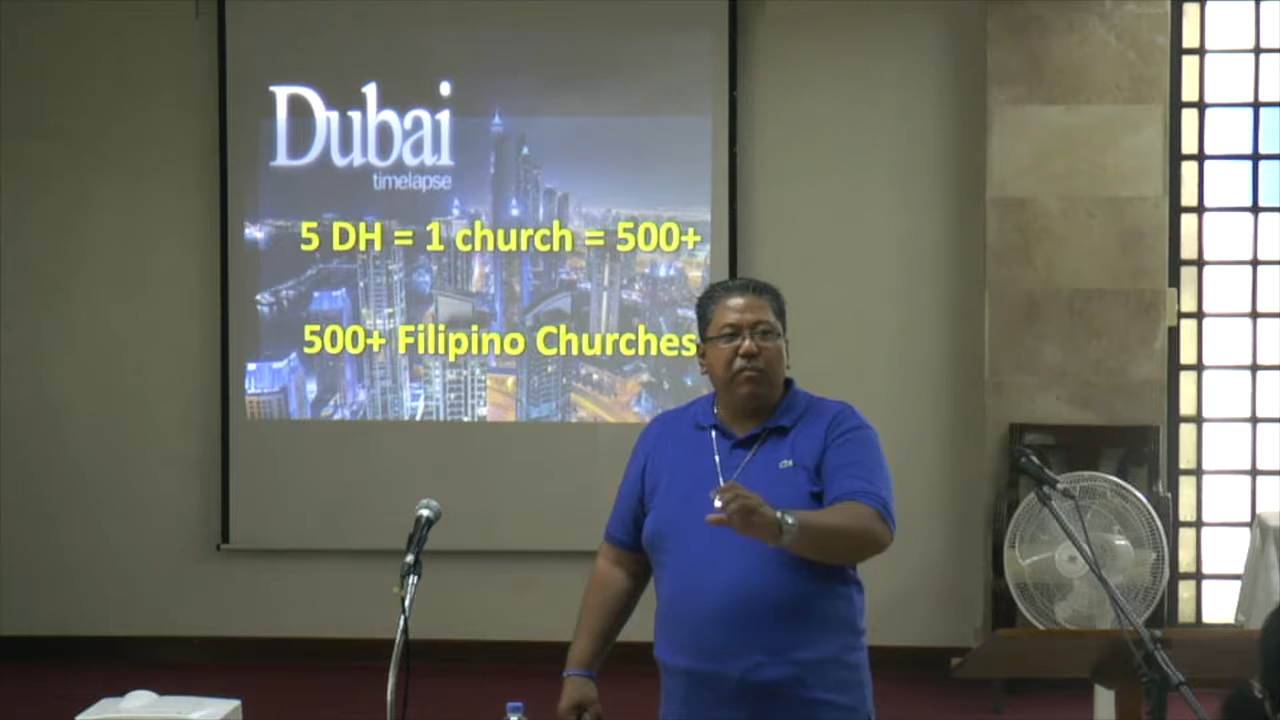 Dubai
timelapse
5 DH = 1 church = 500+
500+ Filipino Churches